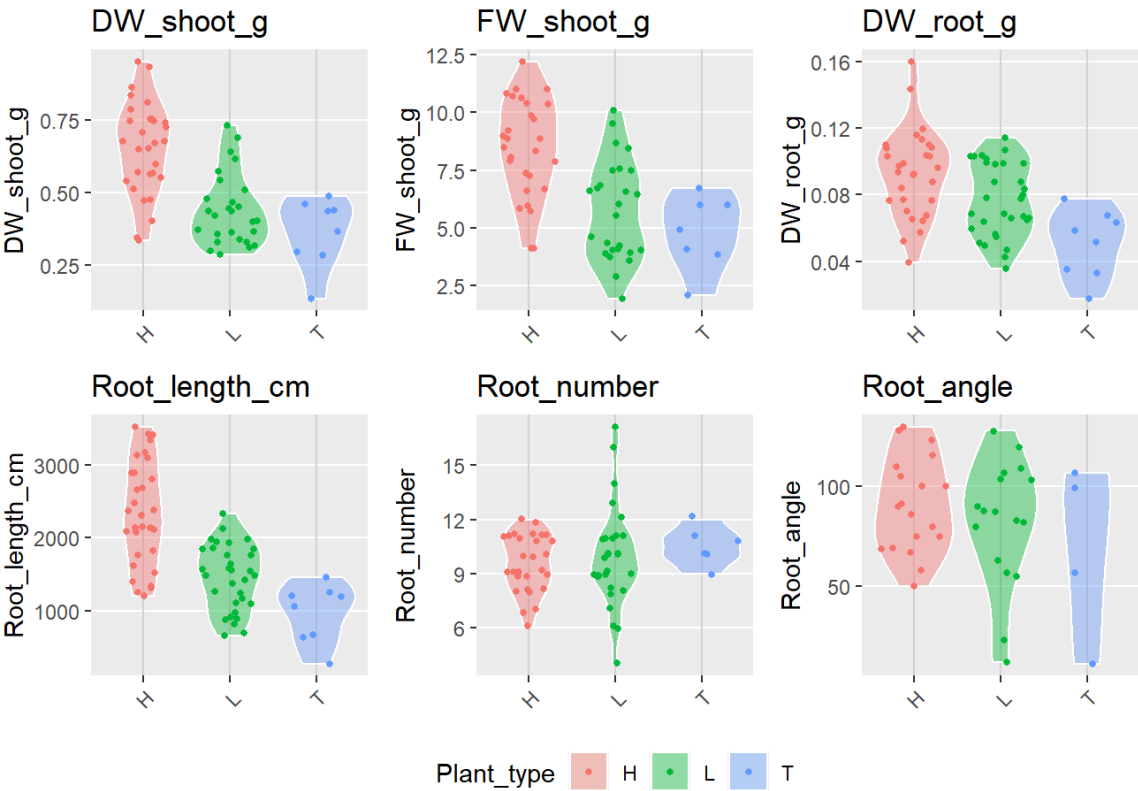 DW_shoot_g
FW_shoot_g
DW_root_g
DW_shoot_g
0.75
0.50
0.25
H
L
T
FW_shoot_g
12.5
10.0
7.5
5.0
2.5
H
L
T
DW_root_g
0.16
0.12
0.08
0.04
H
L
T
Root_length_cm
Root_number
Root_angle
Root_length_cm
3000
2000
1000
H
L
T
Root_number
15
12
9
6
H
L
T
Root_angle
100
50
H
L
T
Plant_type H L T